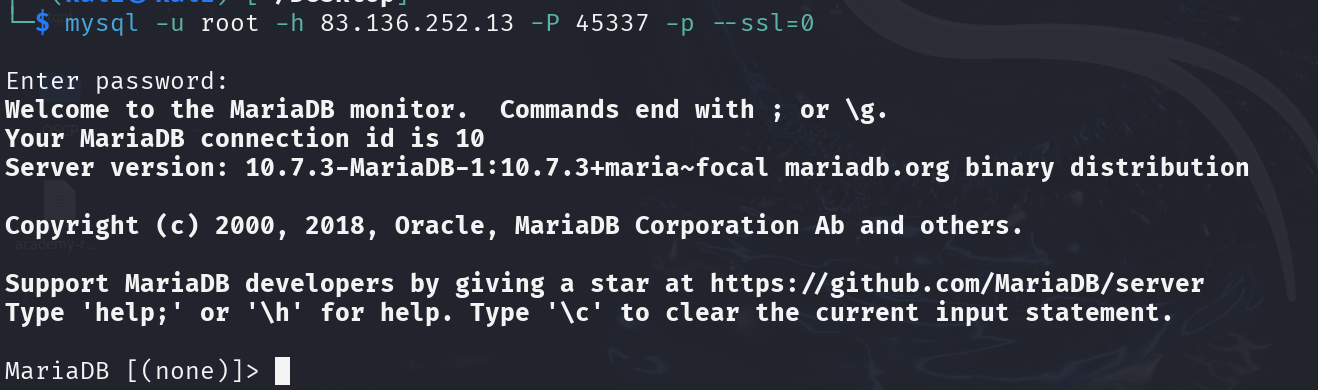 └─$ mysql -u root -h 83.136.252.13 -P 45337 -p --ssl=0
Enter password:
Welcome to the MariaDB monitor.  Commands end with ; or \g.
Your MariaDB connection id is 10
Server version: 10.7.3-MariaDB-1:10.7.3+maria~focal mariadb.org binary distribution
Copyright (c) 2000, 2018, Oracle, MariaDB Corporation Ab and others.
Support MariaDB developers by giving a star at https://github.com/MariaDB/server
Type 'help;' or '\h' for help. Type '\c' to clear the current input statement.
MariaDB [(none)]>